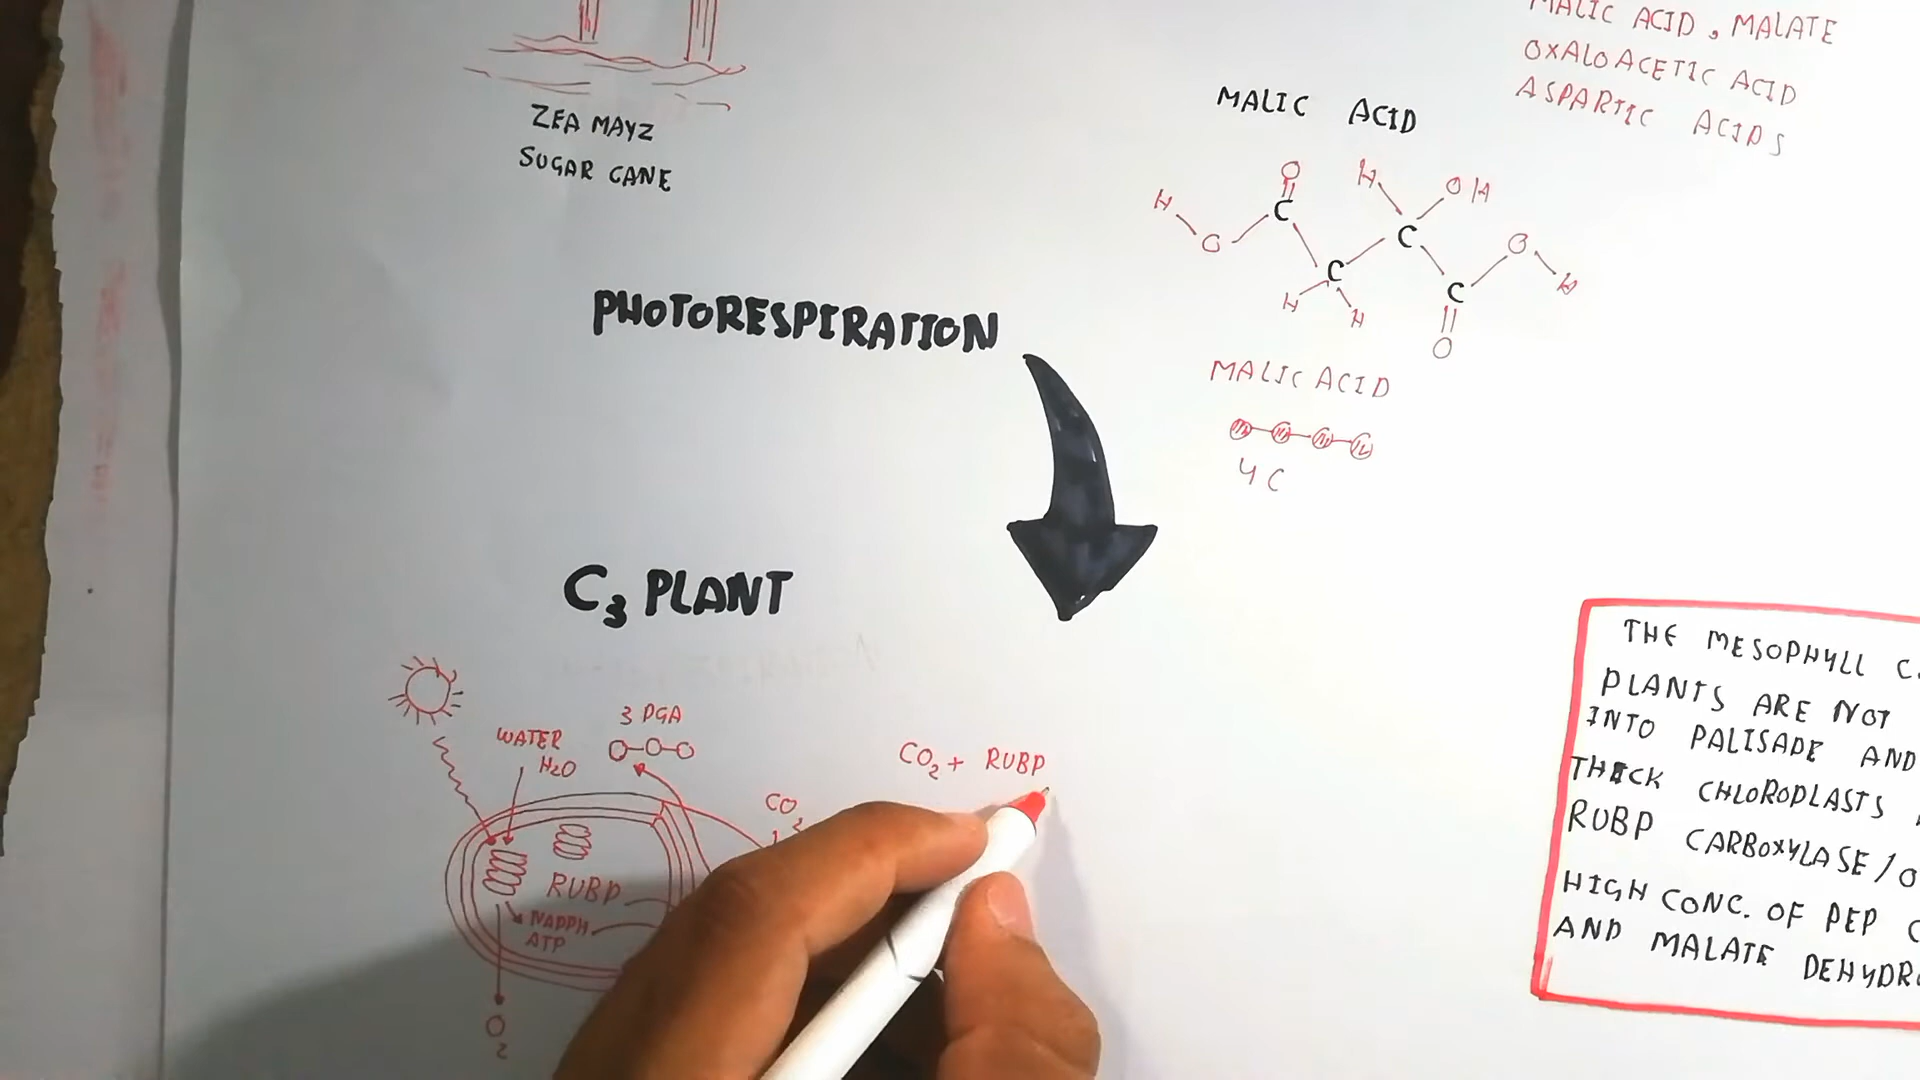 MALIC ACID, MALATE
OXALOACETIC ACID
ASPARTIC ACIDS
ZEA MAYZ
SUGAR CANE
MALIC ACID
H
O
O
C
H
OH
C
C
H
H
C
O
H
O
MALIC ACID
4C
PHOTORESPIRATION
C3 PLANT
WATER
H2O
3 PGA
CO2
CO2 + RUBP
RUBP
NADPH
ATP
O2
THE MESOPHYLL C
PLANTS ARE NOT
INTO PALISADE AND
THICK CHLOROPLASTS
RUBP CARBOXYLASE/O
HIGH CONC. OF PEP C
AND MALATE DEHYDR